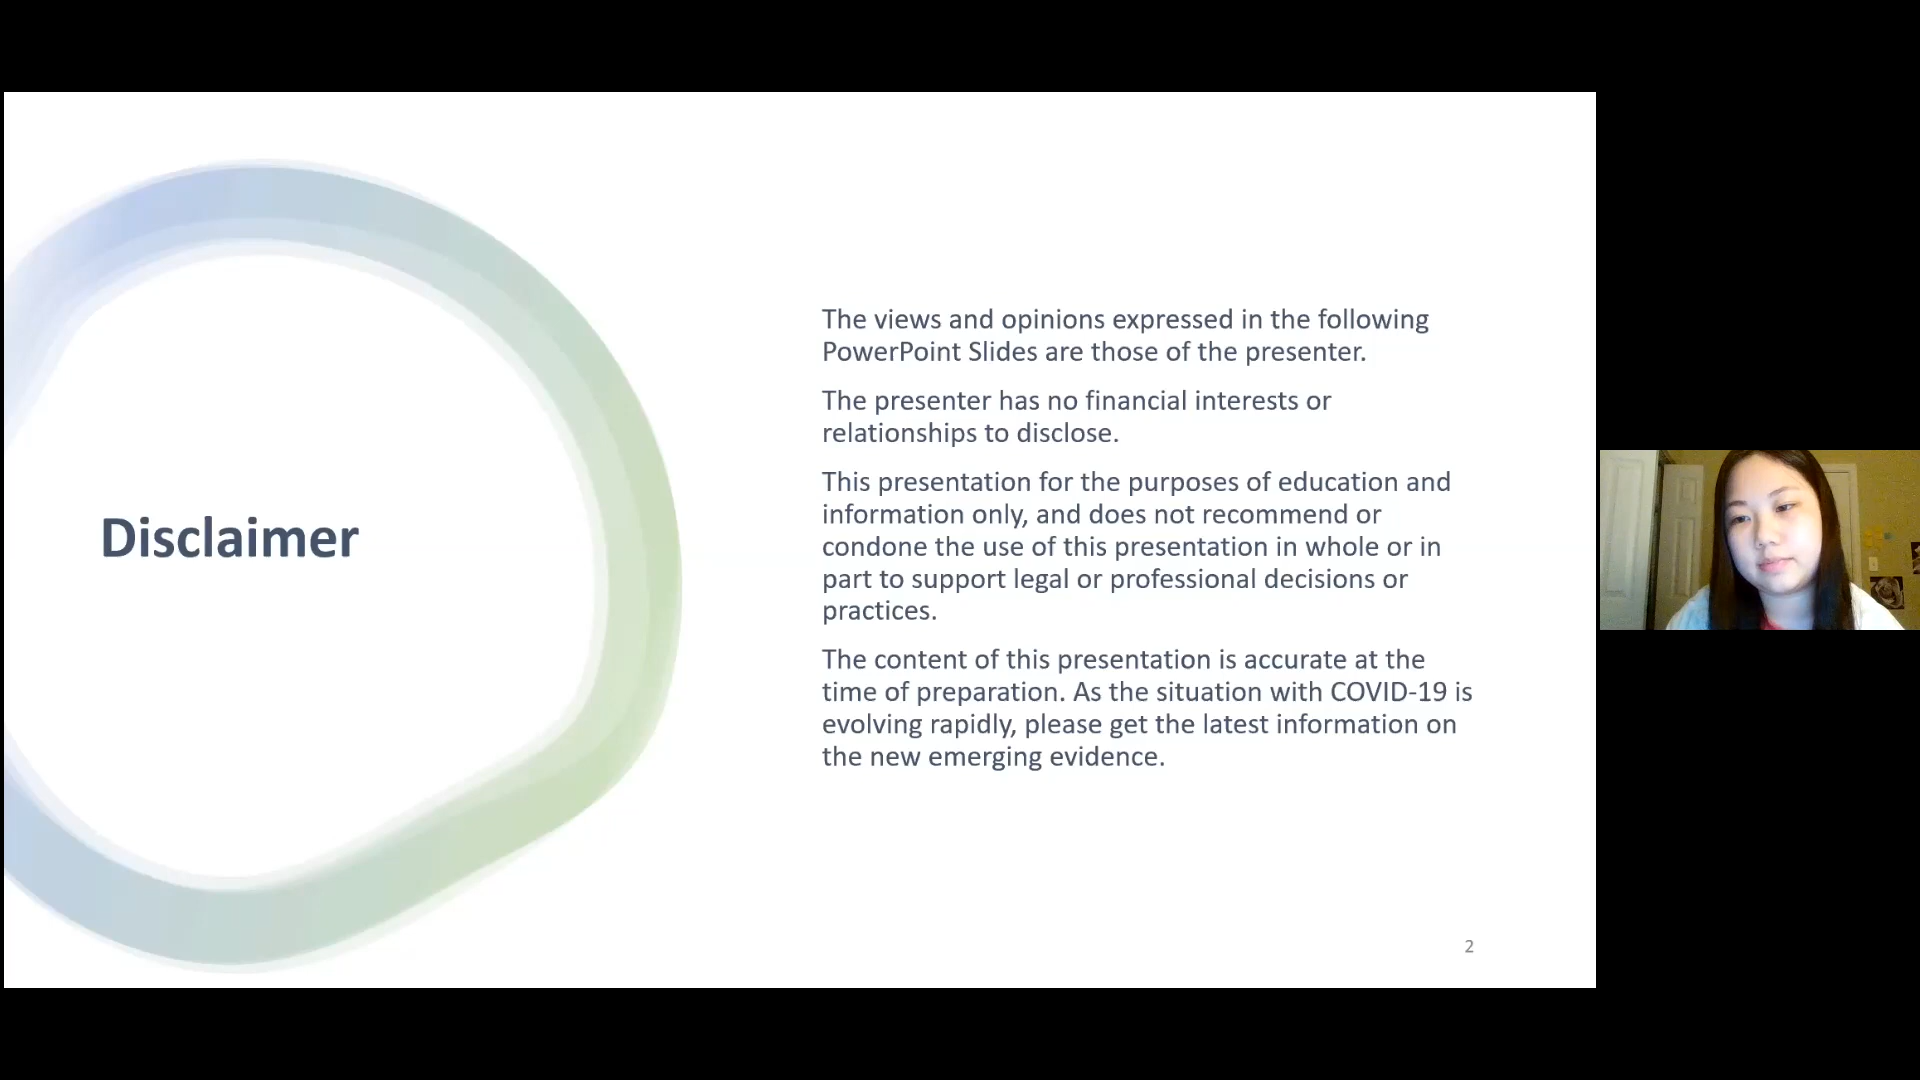 Disclaimer
The views and opinions expressed in the following
PowerPoint Slides are those of the presenter.
The presenter has no financial interests or
relationships to disclose.
This presentation for the purposes of education and
information only, and does not recommend or
condone the use of this presentation in whole or in
part to support legal or professional decisions or
practices.
The content of this presentation is accurate at the
time of preparation. As the situation with COVID-19 is
evolving rapidly, please get the latest information on
the new emerging evidence.
2